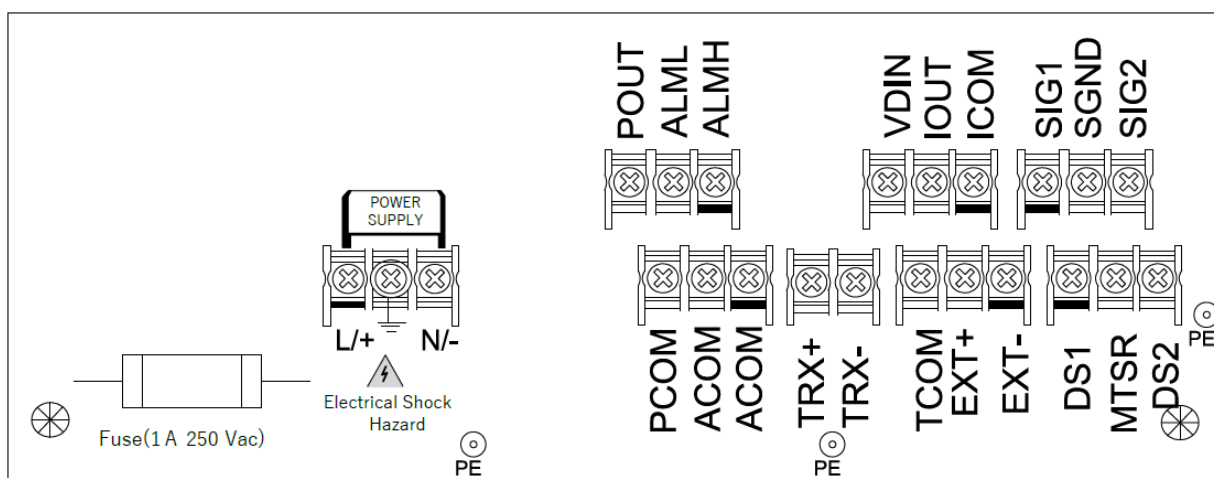 POUT
ALML
ALMH
VDIN
IOUT
ICOM
SIG1
SGND
SIG2
POWER
SUPPLY
L/+
N/-
PCOM
ACOM
ACOM
TRX+
TRX-
TCOM
EXT+
EXT-
DS1
MTSR
DS2
PE
Electrical Shock
Hazard
Fuse(1A 250 Vac)
PE
PE